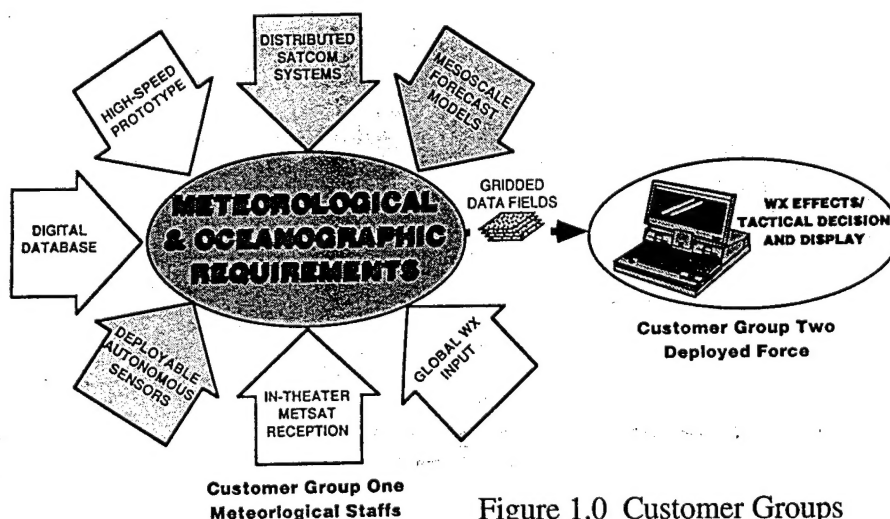 DISTRIBUTED
SATCOM
SYSTEMS
HIGH-SPEED
PROTOTYPE
MESOSCALE
FORECAST
MODELS
DIGITAL
DATABASE
METEOROLOGICAL
& OCEANOGRAPHIC
REQUIREMENTS
GRIDDED
DATA FIELDS
WX EFFECTS/
TACTICAL DECISION
AND DISPLAY
Customer Group Two
Deployed Force
DEPLOYABLE
AUTONOMOUS
SENSORS
IN-THEATER
METSAT
RECEPTION
GLOBAL WX
INPUT
Customer Group One
Meteorlogical Staffs
Figure 1.0 Customer Groups